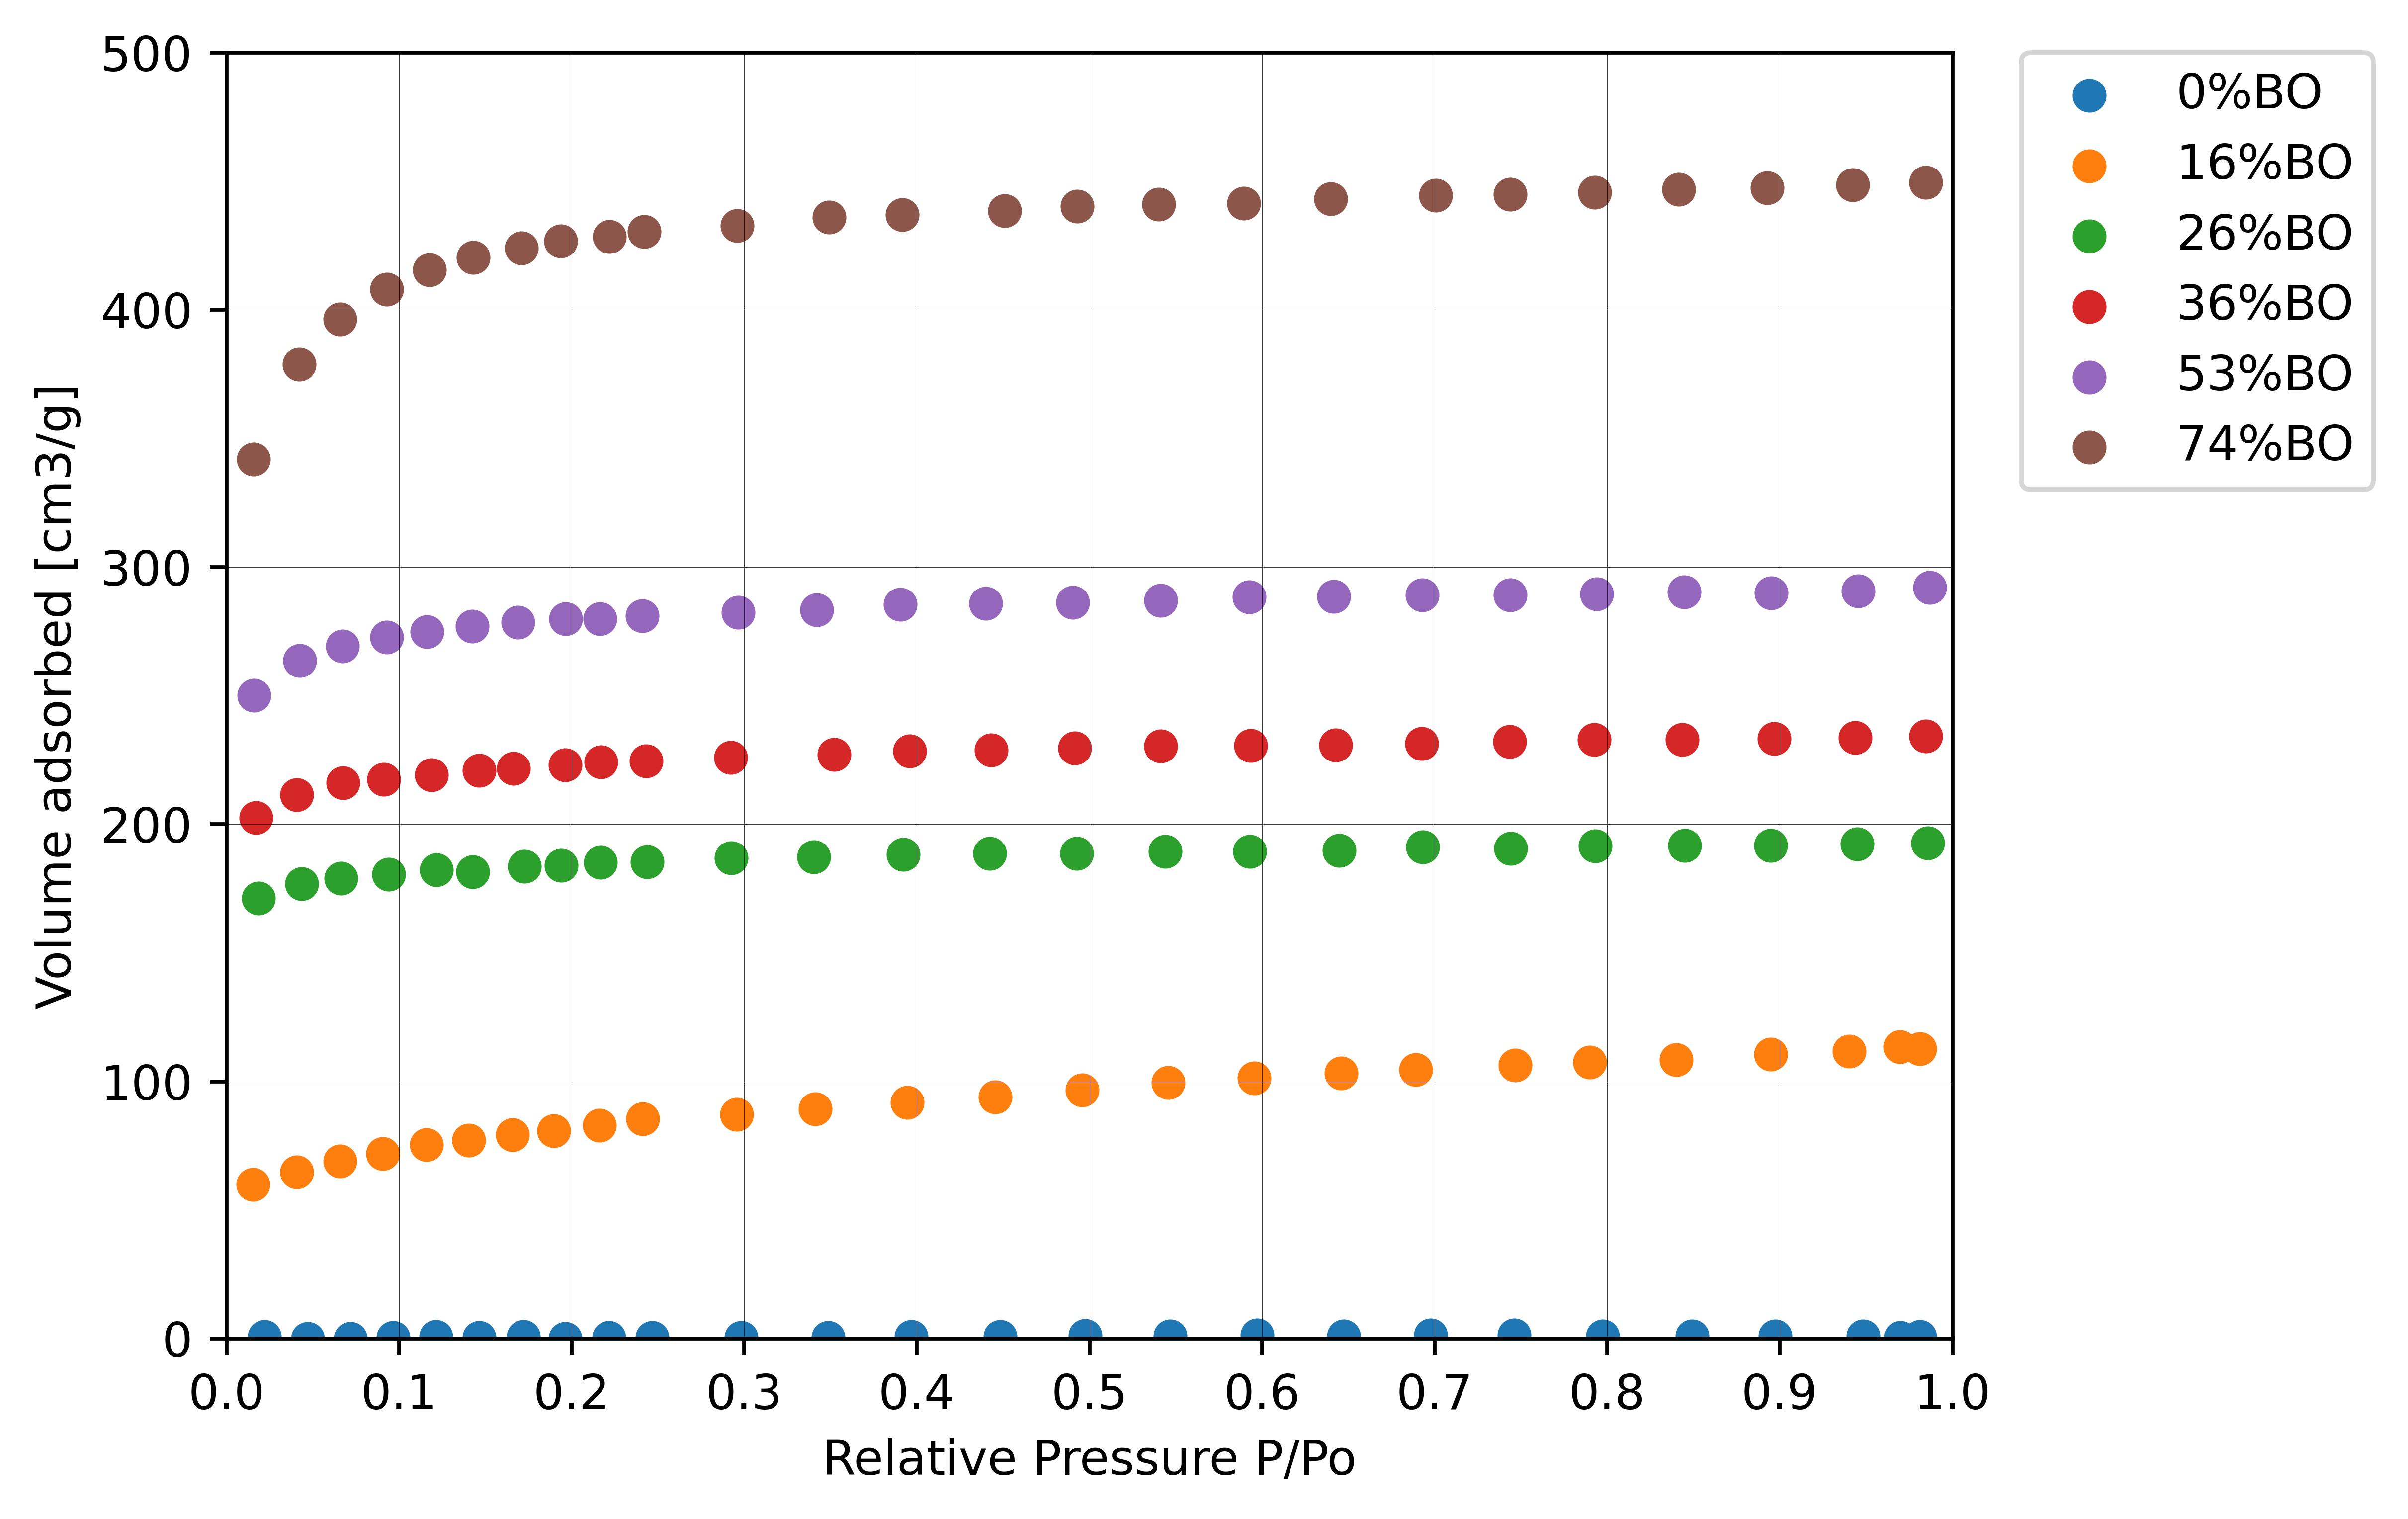 500
400
300
200
100
0
Volume adsorbed [cm3/g]
0.0 0.1 0.2 0.3 0.4 0.5 0.6 0.7 0.8 0.9 1.0
Relative Pressure P/Po
0%BO
16%BO
26%BO
36%BO
53%BO
74%BO